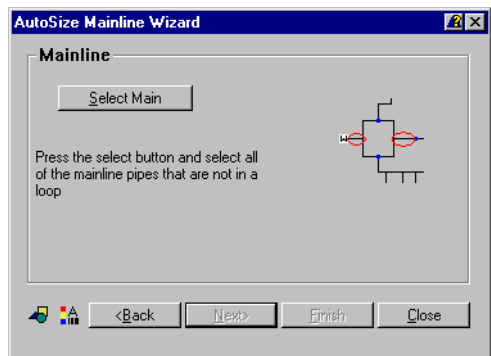 AutoSize Mainline Wizard
Mainline
Select Main
Press the select button and select all
of the mainline pipes that are not in a
loop
W
<Back
Next>
Finish
Close